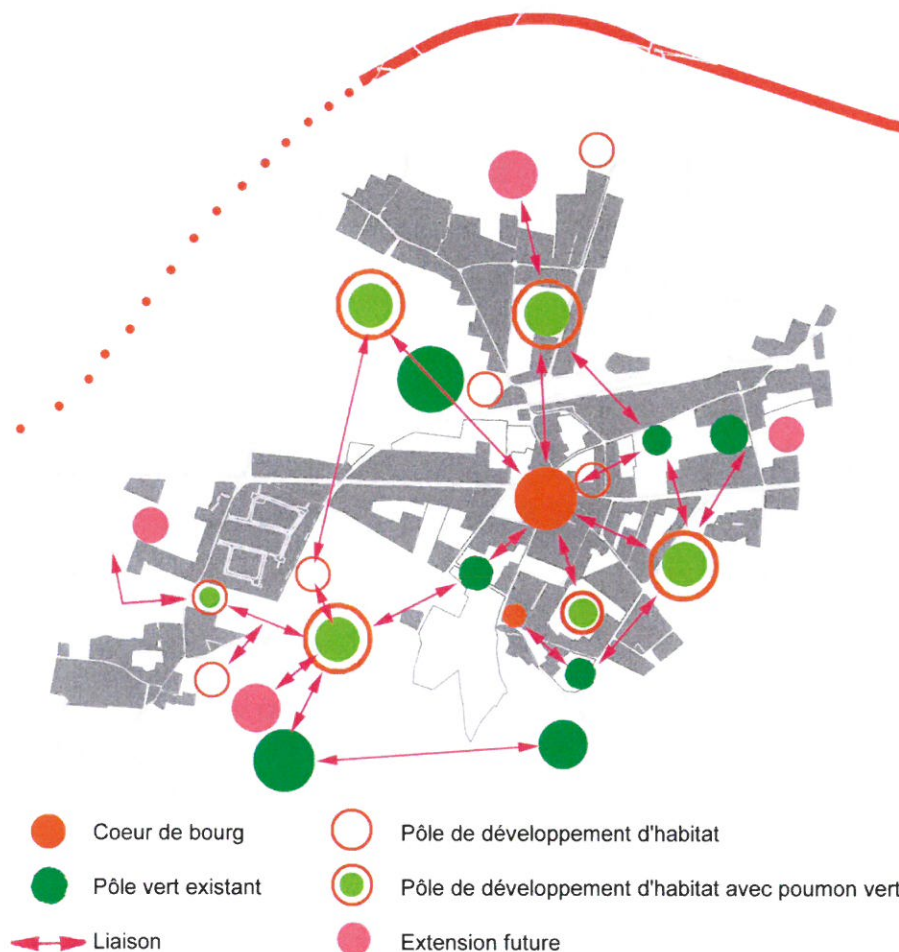 Coeur de bourg
Pôle de développement d'habitat
Pôle vert existant
Pôle de développement d'habitat avec poumon vert
Liaison
Extension future